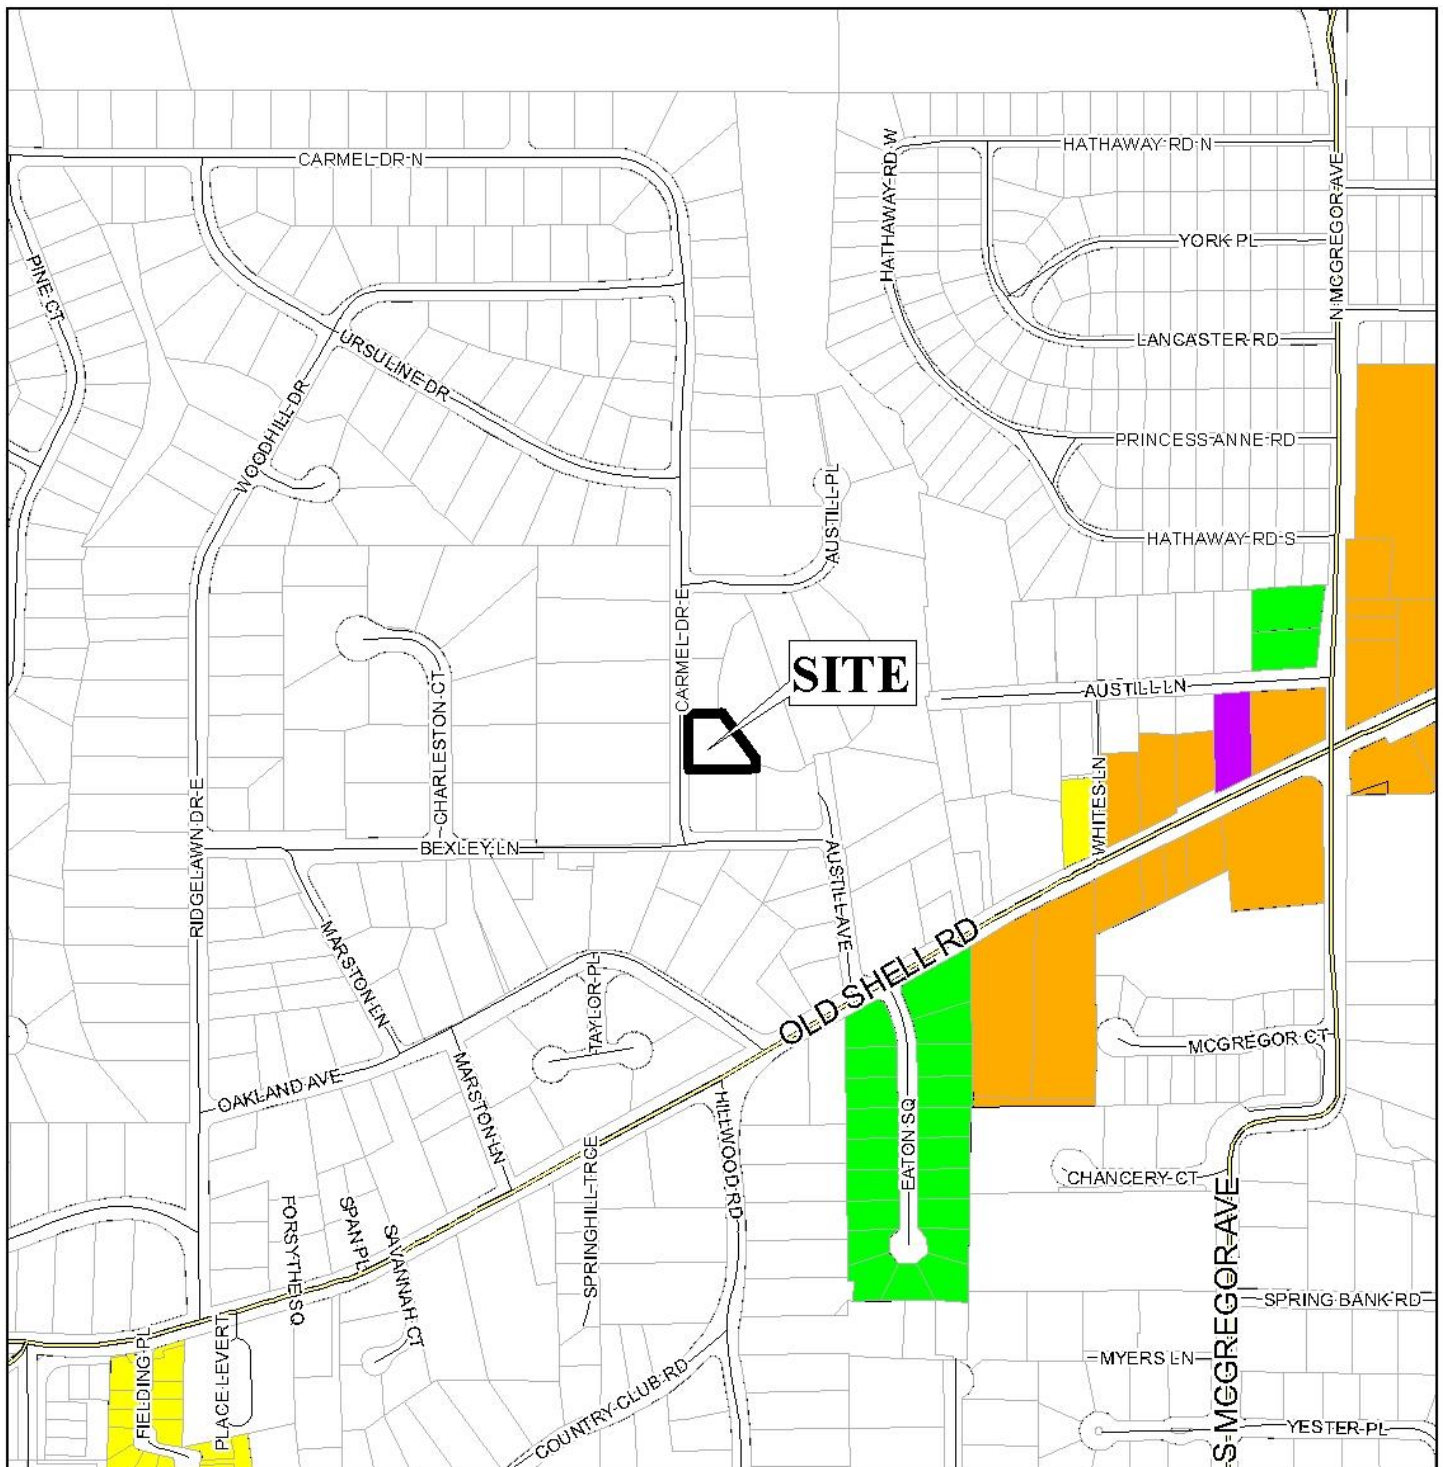 CARMEL DR N
HATHAWAY RD W
HATHAWAY RD N
N MCGREGOR AVE
YORK PL
PINE CT
URSULINE DR
LANCASTER RD
WOODHILL DR
PRINCESS ANNE RD
AUSTILL PL
HATHAWAY RD S
CARMEL DR E
SITE
CHARLESTON CT
AUSTILL LN
RIDGELAWN DR E
WHITES LN
BEXLEY LN
AUSTILL AVE
MARSTON LN
OLD SHELL RD
TAYLOR PL
MCGREGOR CT
OAKLAND AVE
MARSTON LN
HILLWOOD RD
EATON SQ
SPRINGHILL TRCE
CHANCERY CT
FORSYTHE SQ
SPAN PL
SAVANNAH CT
S MCGREGOR AVE
SPRING BANK RD
FIELDING PL
PLACE LEVERT
MYERS LN
COUNTRY CLUB RD
YESTER PL